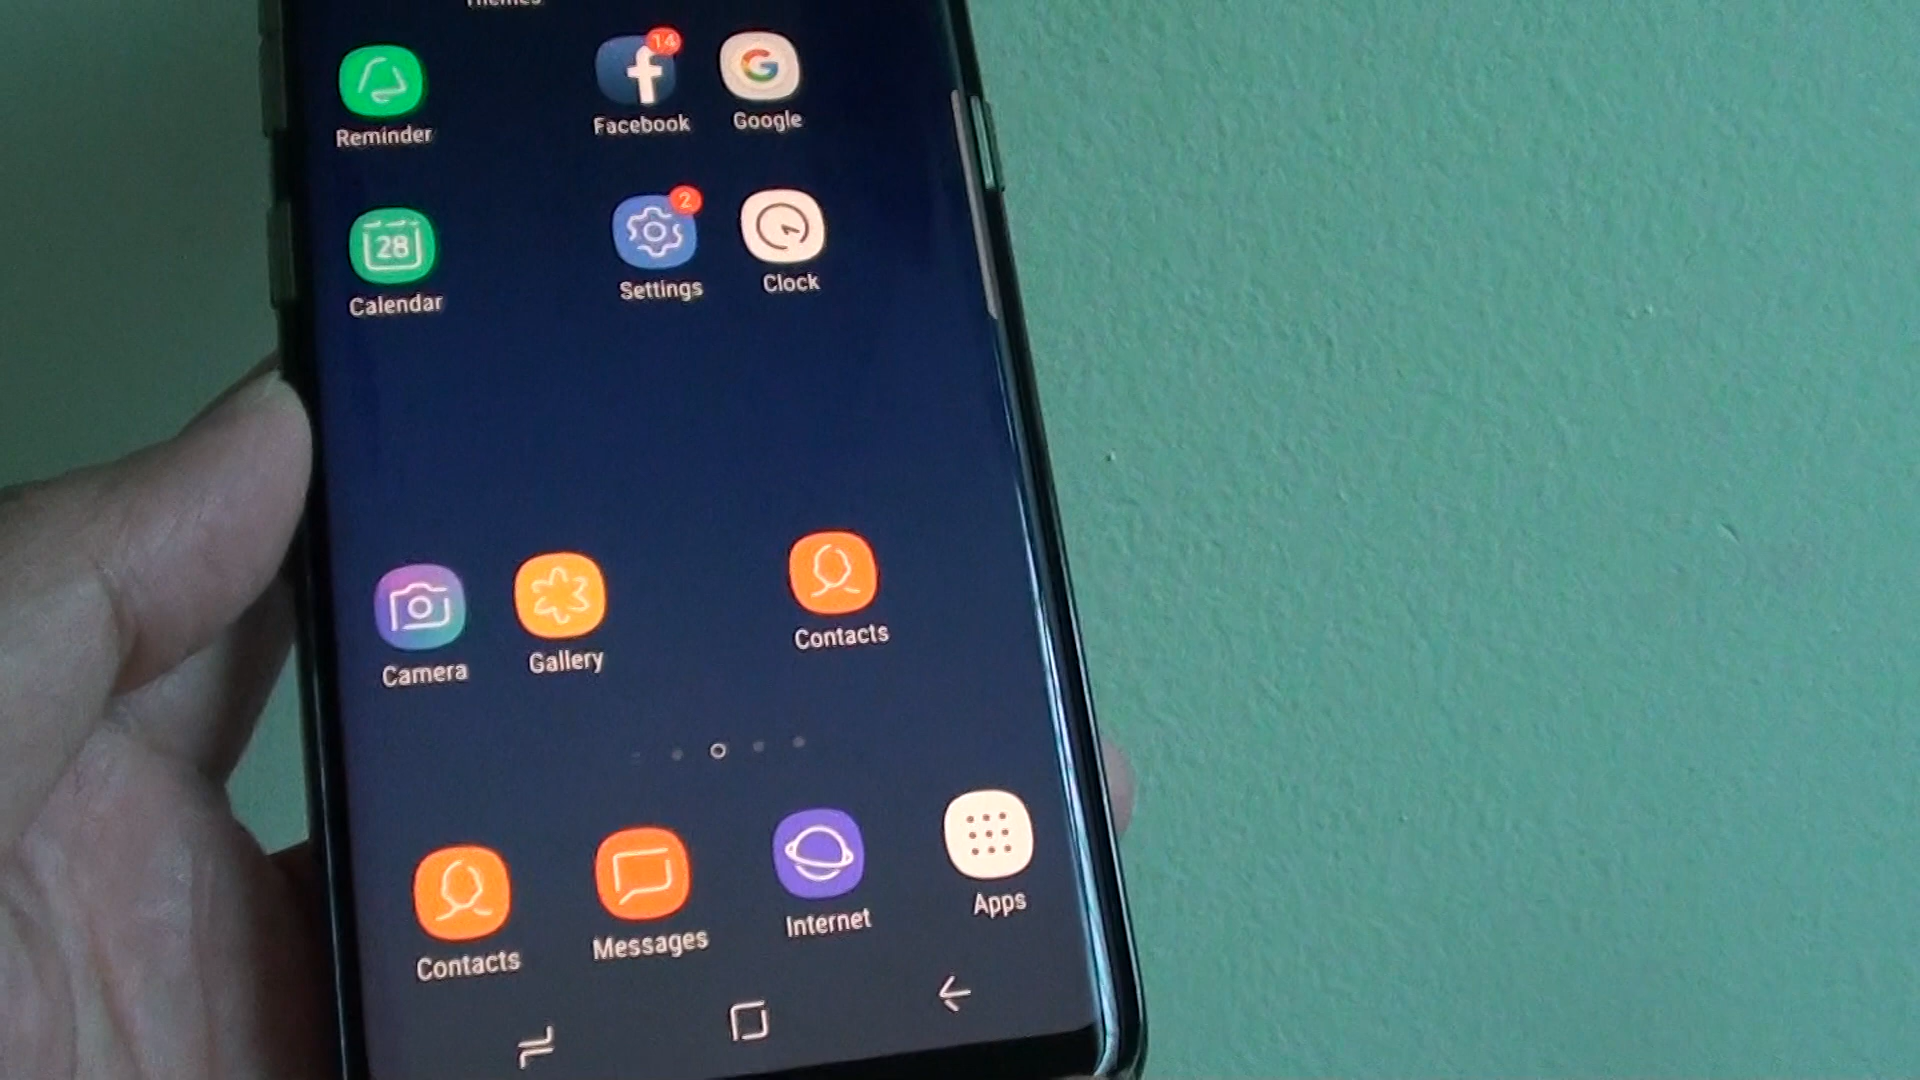 Themes
14
Reminder
Facebook
Google
2
28
Calendar
Settings
Clock
Camera
Gallery
Contacts
Contacts
Messages
Internet
Apps